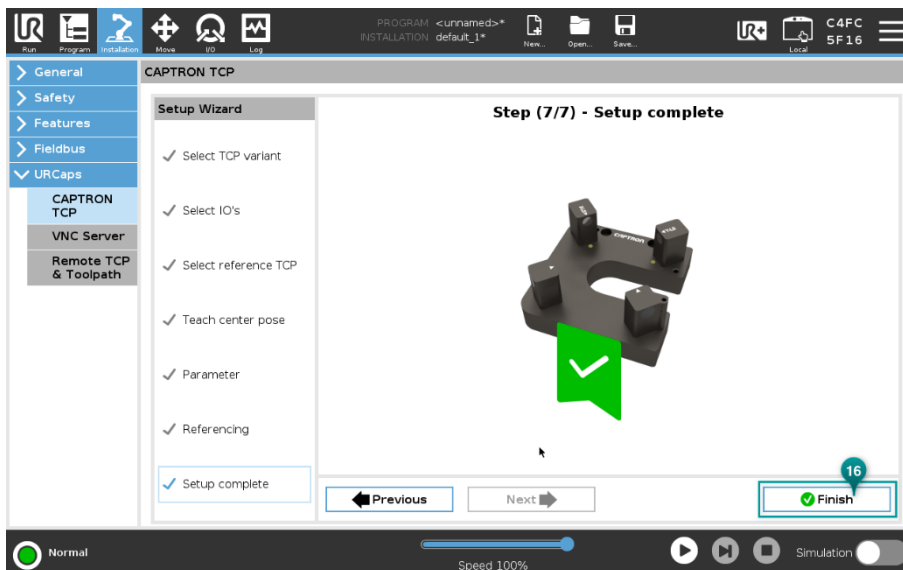 PROGRAM <unnamed>*
INSTALLATION default_1*
Run Program Installation Move I/O Log New... Open... Save... UR+ Local
C4FC
5F16
General
CAPTRON TCP
Safety
Features
Fieldbus
URCaps
CAPTRON
TCP
VNC Server
Remote TCP
& Toolpath
Setup Wizard
Select TCP variant
Select IO's
Select reference TCP
Teach center pose
Parameter
Referencing
Setup complete
Step (7/7) - Setup complete
CAPTRON
16
Previous
Next
Finish
Normal
Speed 100%
Simulation